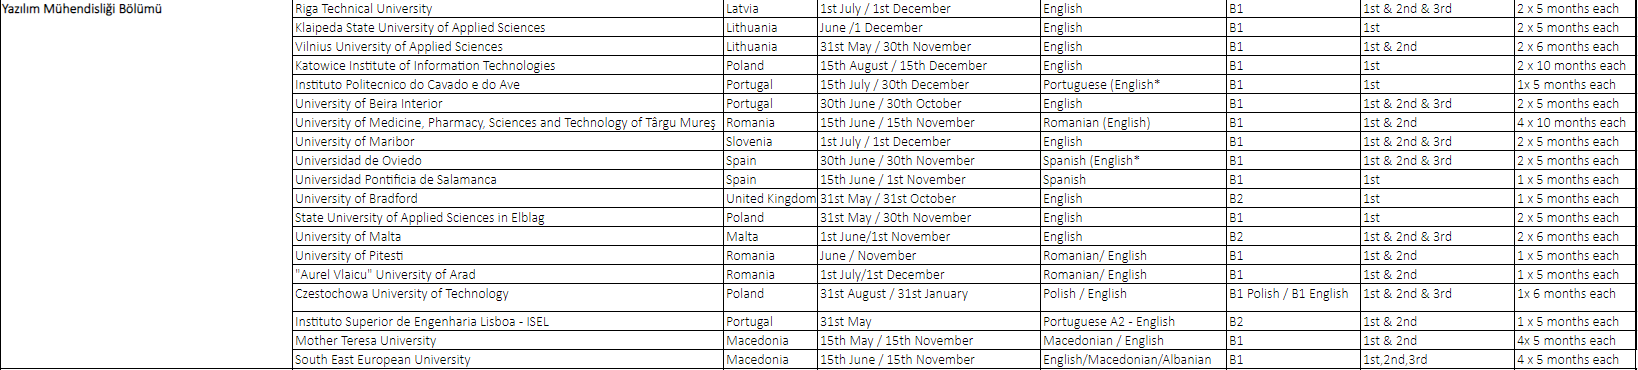 Yazılım Mühendisliği Bölümü Riga Technical University Latvia 1st July / 1st December English B1 1st & 2nd & 3rd 2 x 5 months each
Klaipeda State University of Applied Sciences Lithuania June /1 December English B1 1st 2 x 5 months each
Vilnius University of Applied Sciences Lithuania 31st May / 30th November English B1 1st & 2nd 2 x 6 months each
Katowice Institute of Information Technologies Poland 15th August / 15th December English B1 1st 2 x 10 months each
Instituto Politecnico do Cavado e do Ave Portugal 15th July / 30th December Portuguese (English* B1 1st 1x 5 months each
University of Beira Interior Portugal 30th June / 30th October English B1 1st & 2nd & 3rd 2 x 5 months each
University of Medicine, Pharmacy, Sciences and Technology of Târgu Mureş Romania 15th June / 15th November Romanian (English) B1 1st & 2nd 4 x 10 months each
University of Maribor Slovenia 1st July / 1st December English B1 1st & 2nd & 3rd 2 x 5 months each
Universidad de Oviedo Spain 30th June / 30th November Spanish (English* B1 1st & 2nd & 3rd 2 x 5 months each
Universidad Pontificia de Salamanca Spain 15th June / 1st November Spanish B1 1st 1 x 5 months each
University of Bradford United Kingdom 31st May / 31st October English B2 1st 1 x 5 months each
State University of Applied Sciences in Elblag Poland 31st May / 30th November English B1 1st 2 x 5 months each
University of Malta Malta 1st June/1st November English B2 1st & 2nd & 3rd 2 x 6 months each
University of Pitesti Romania June / November Romanian/ English B1 1st & 2nd 1 x 5 months each
"Aurel Vlaicu" University of Arad Romania 1st July/1st December Romanian/ English B1 1st & 2nd 1 x 5 months each
Czestochowa University of Technology Poland 31st August / 31st January Polish / English B1 Polish / B1 English 1st & 2nd & 3rd 1x 6 months each
Instituto Superior de Engenharia Lisboa - ISEL Portugal 31st May Portuguese A2 - English B2 1st & 2nd 1 x 5 months each
Mother Teresa University Macedonia 15th May / 15th November Macedonian / English B1 1st & 2nd 4x 5 months each
South East European University Macedonia 15th June / 15th November English/Macedonian/Albanian B1 1st,2nd,3rd 4 x 5 months each